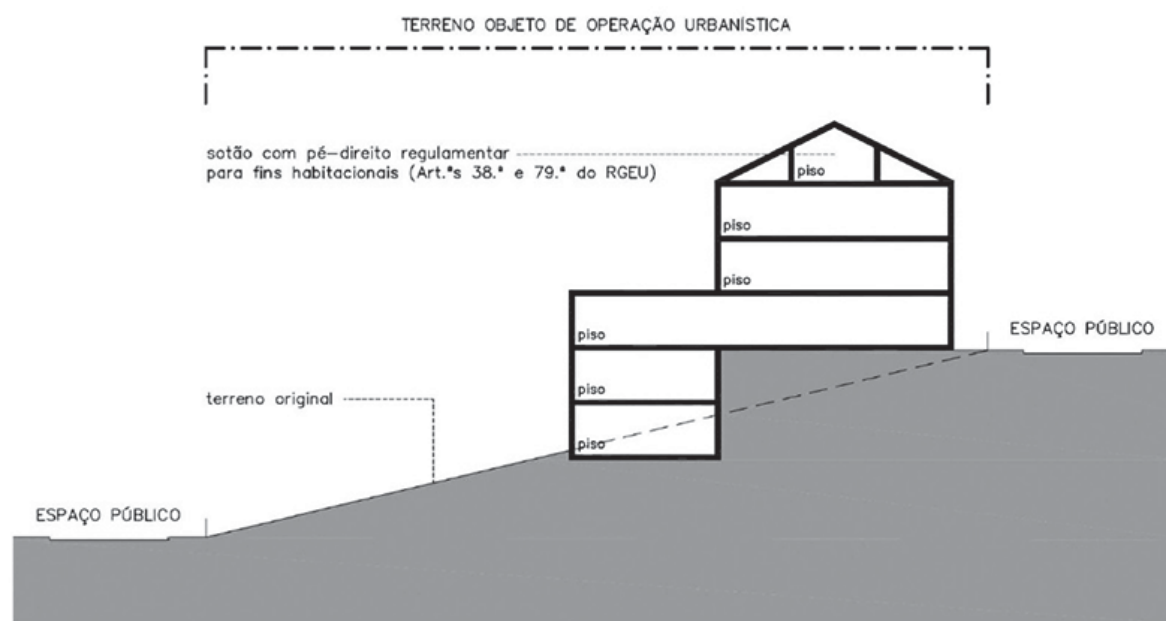 TERRENO OBJETO DE OPERAÇÃO URBANÍSTICA
sotão com pé-direito regulamentar
para fins habitacionais (Art.ºs 38.º e 79.º do RGEU)
piso
piso
piso
piso
ESPAÇO PÚBLICO
piso
terreno original
piso
ESPAÇO PÚBLICO